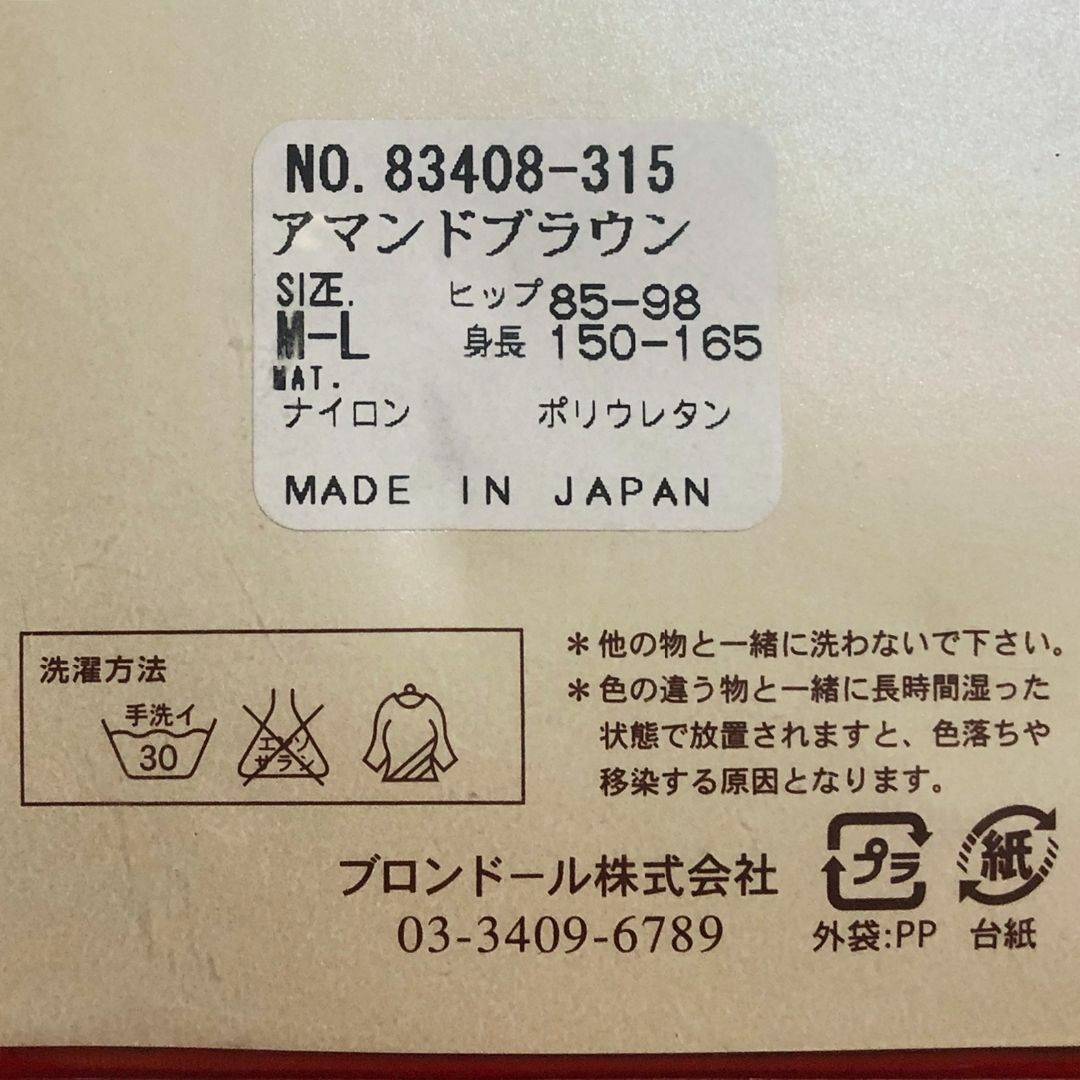 NO. 83408-315
アマンドブラウン
SIZE. ヒップ 85-98
M-L 身長 150-165
MAT.
ナイロン ポリウレタン
MADE IN JAPAN
洗濯方法
手洗イ
30
エンソ
サラシ
＊他の物と一緒に洗わないで下さい。
＊色の違う物と一緒に長時間湿った
状態で放置されますと、色落ちや
移染する原因となります。
ブロンドール株式会社
03-3409-6789
プラ
外袋:PP
紙
台紙